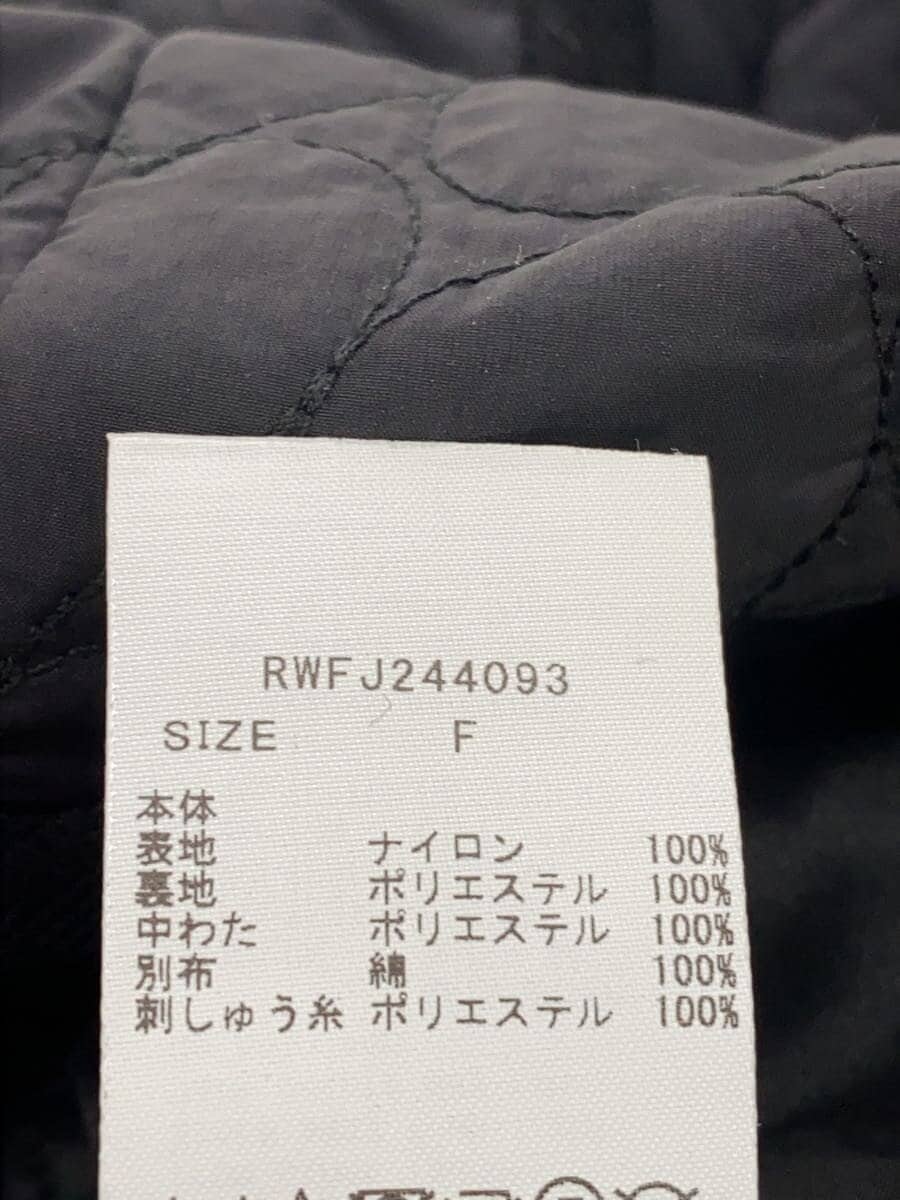 RWFJ244093
SIZE F
本体
表地 ナイロン 100%
裏地 ポリエステル 100%
中わた ポリエステル 100%
別布 綿 100%
刺しゅう糸 ポリエステル 100%